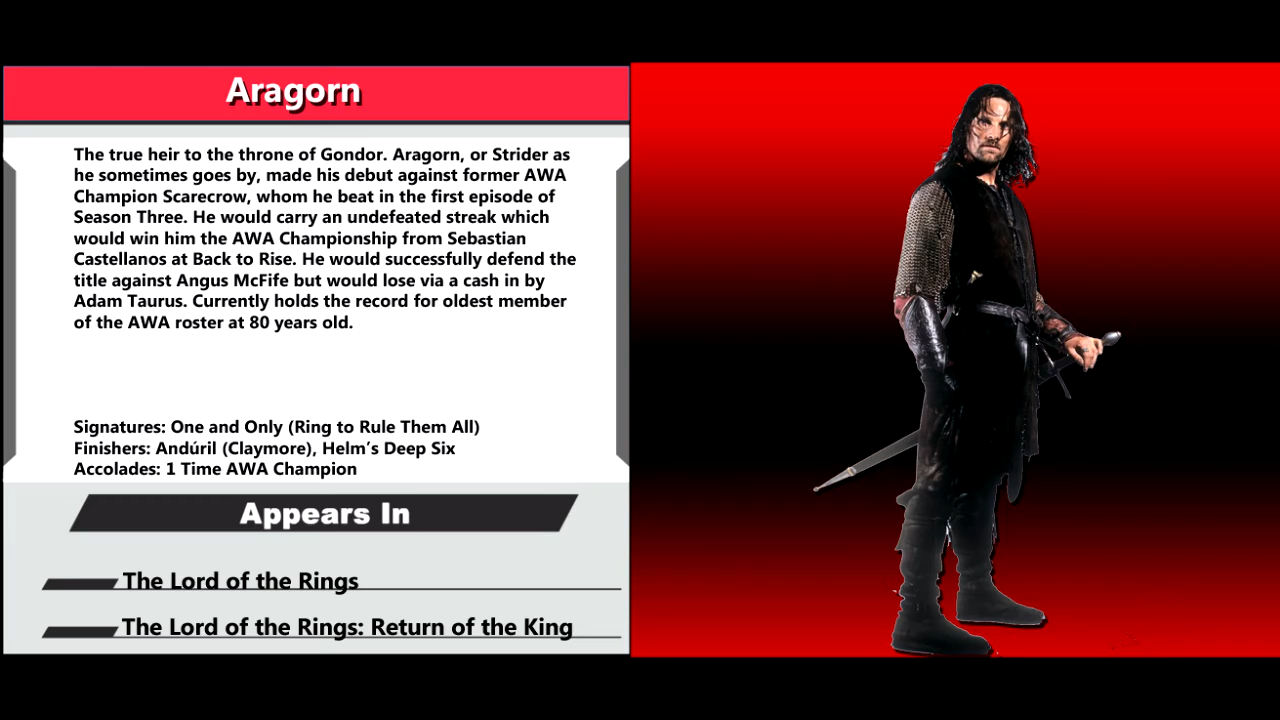 Aragorn
The true heir to the throne of Gondor. Aragorn, or Strider as
he sometimes goes by, made his debut against former AWA
Champion Scarecrow, whom he beat in the first episode of
Season Three. He would carry an undefeated streak which
would win him the AWA Championship from Sebastian
Castellanos at Back to Rise. He would successfully defend the
title against Angus McFife but would lose via a cash in by
Adam Taurus. Currently holds the record for oldest member
of the AWA roster at 80 years old.
Signatures: One and Only (Ring to Rule Them All)
Finishers: Andúril (Claymore), Helm’s Deep Six
Accolades: 1 Time AWA Champion
Appears In
The Lord of the Rings
The Lord of the Rings: Return of the King